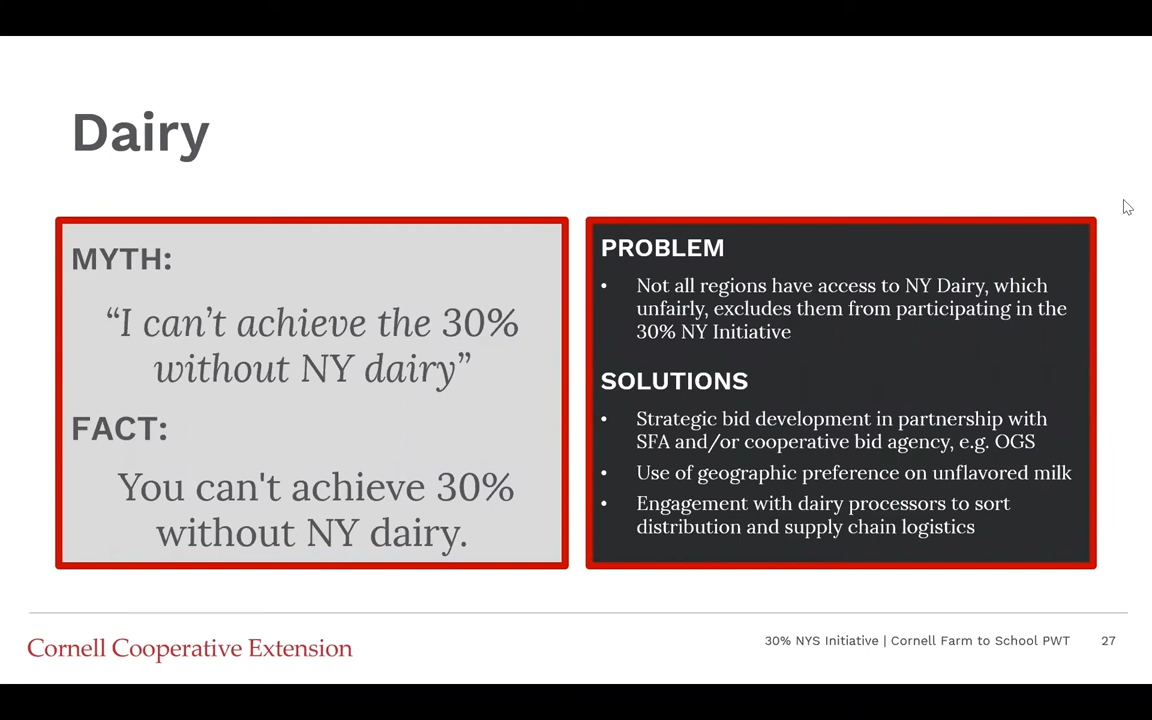 Dairy
MYTH:
“I can’t achieve the 30%
without NY dairy”
FACT:
You can't achieve 30%
without NY dairy.
PROBLEM
• Not all regions have access to NY Dairy, which
unfairly, excludes them from participating in the
30% NY Initiative
SOLUTIONS
• Strategic bid development in partnership with
SFA and/or cooperative bid agency, e.g. OGS
• Use of geographic preference on unflavored milk
• Engagement with dairy processors to sort
distribution and supply chain logistics
Cornell Cooperative Extension
30% NYS Initiative | Cornell Farm to School PWT 27